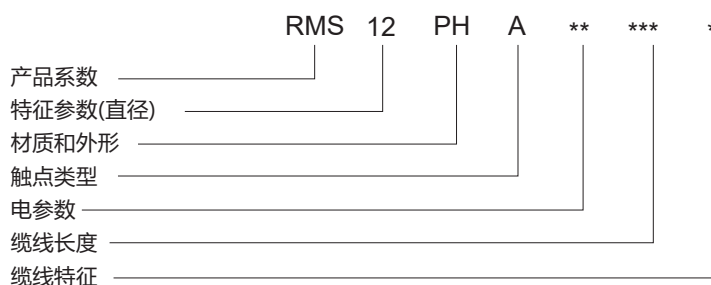 RMS 12 PH A ** *** *
产品系数
特征参数(直径)
材质和外形
触点类型
电参数
缆线长度
缆线特征